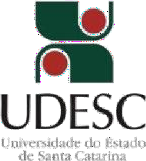 UDESC
Universidade do Estado
de Santa Catarina